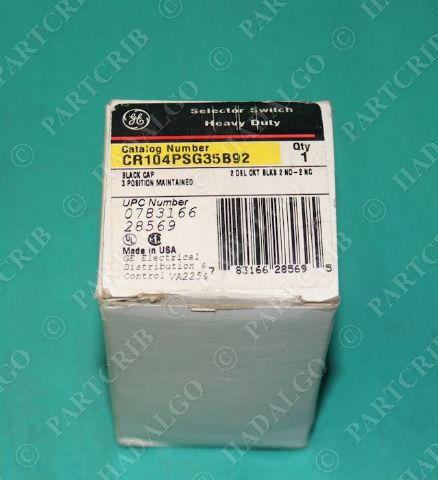 GE
Selector Switch
Heavy Duty
Catalog Number
Qty
CR104PSG35B92
1
BLACK CAP
3 POSITION MAINTAINED
2 DBL CKT BLKS 2 NO-2 NC
UPC Number
0783166
28569
UL
Made in USA
GE Electrical
Distribution &
Control VA2254
7 83166 28569 5
© PARTCRIB
HADALGO